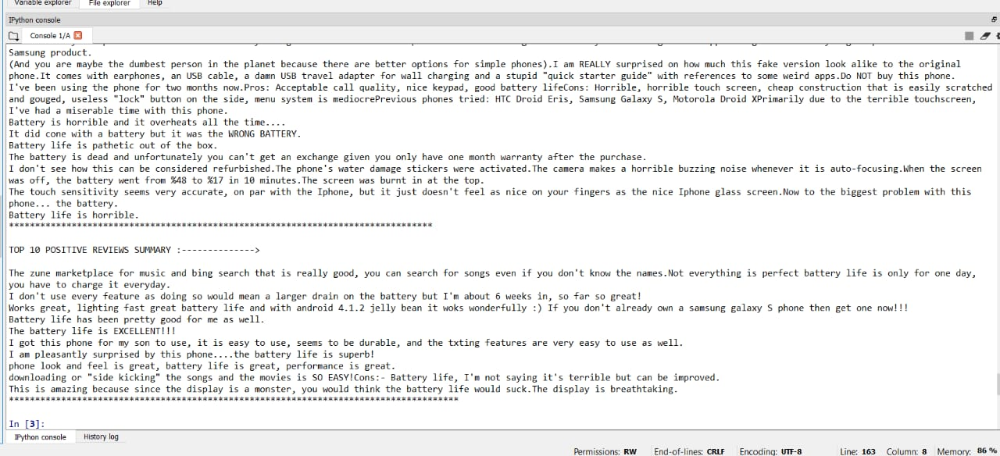 Variable explorer File explorer Help
IPython console
Console 1/A
Samsung product.
(And you are maybe the dumbest person in the planet because there are better options for simple phones).I am REALLY surprised on how much this fake version look alike to the original
phone.It comes with earphones, an USB cable, a damn USB travel adapter for wall charging and a stupid "quick starter guide" with references to some weird apps.Do NOT buy this phone.
I've been using the phone for two months now.Pros: Acceptable call quality, nice keypad, good battery lifeCons: Horrible, horrible touch screen, cheap construction that is easily scratched
and gouged, useless "lock" button on the side, menu system is mediocrePrevious phones tried: HTC Droid Eris, Samsung Galaxy S, Motorola Droid XPrimarily due to the terrible touchscreen,
I've had a miserable time with this phone.
Battery is horrible and it overheats all the time....
It did cone with a battery but it was the WRONG BATTERY.
Battery life is pathetic out of the box.
The battery is dead and unfortunately you can't get an exchange given you only have one month warranty after the purchase.
I don't see how this can be considered refurbished.The phone's water damage stickers were activated.The camera makes a horrible buzzing noise whenever it is auto-focusing.When the screen
was off, the battery went from %48 to %17 in 10 minutes.The screen was burnt in at the top.
The touch sensitivity seems very accurate, on par with the Iphone, but it just doesn't feel as nice on your fingers as the nice Iphone glass screen.Now to the biggest problem with this
phone... the battery.
Battery life is horrible.
*********************************************************************************
TOP 10 POSITIVE REVIEWS SUMMARY :-------------->
The zune marketplace for music and bing search that is really good, you can search for songs even if you don't know the names.Not everything is perfect battery life is only for one day,
you have to charge it everyday.
I don't use every feature as doing so would mean a larger drain on the battery but I'm about 6 weeks in, so far so great!
Works great, lighting fast great battery life and with android 4.1.2 jelly bean it woks wonderfully :) If you don't already own a samsung galaxy S phone then get one now!!!
Battery life has been pretty good for me as well.
The battery life is EXCELLENT!!!
I got this phone for my son to use, it is easy to use, seems to be durable, and the txting features are very easy to use as well.
I am pleasantly surprised by this phone....the battery life is superb!
phone look and feel is great, battery life is great, performance is great.
downloading or "side kicking" the songs and the movies is SO EASY!Cons:- Battery life, I'm not saying it's terrible but can be improved.
This is amazing because since the display is a monster, you would think the battery life would suck.The display is breathtaking.
**************************************************************************************
In [3]:
IPython console History log
Permissions: RW End-of-lines: CRLF Encoding: UTF-8 Line: 163 Column: 8 Memory: 86 %